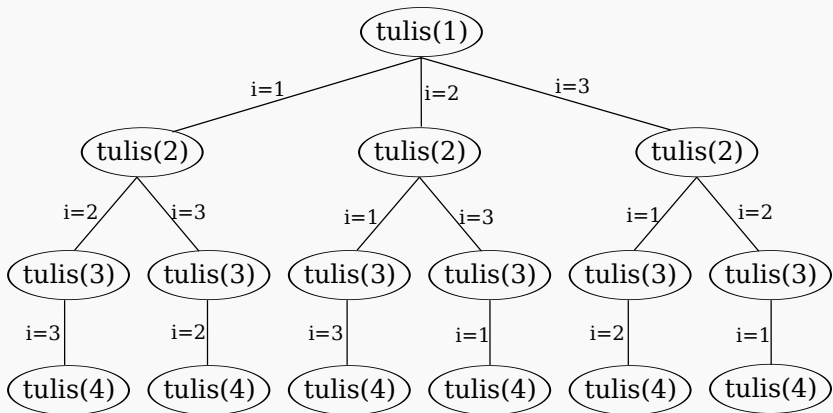 tulis(1)
i=1 i=2 i=3
tulis(2) tulis(2) tulis(2)
i=2 i=3 i=1 i=3 i=1 i=2
tulis(3) tulis(3) tulis(3) tulis(3) tulis(3) tulis(3)
i=3 i=2 i=3 i=1 i=2 i=1
tulis(4) tulis(4) tulis(4) tulis(4) tulis(4) tulis(4)